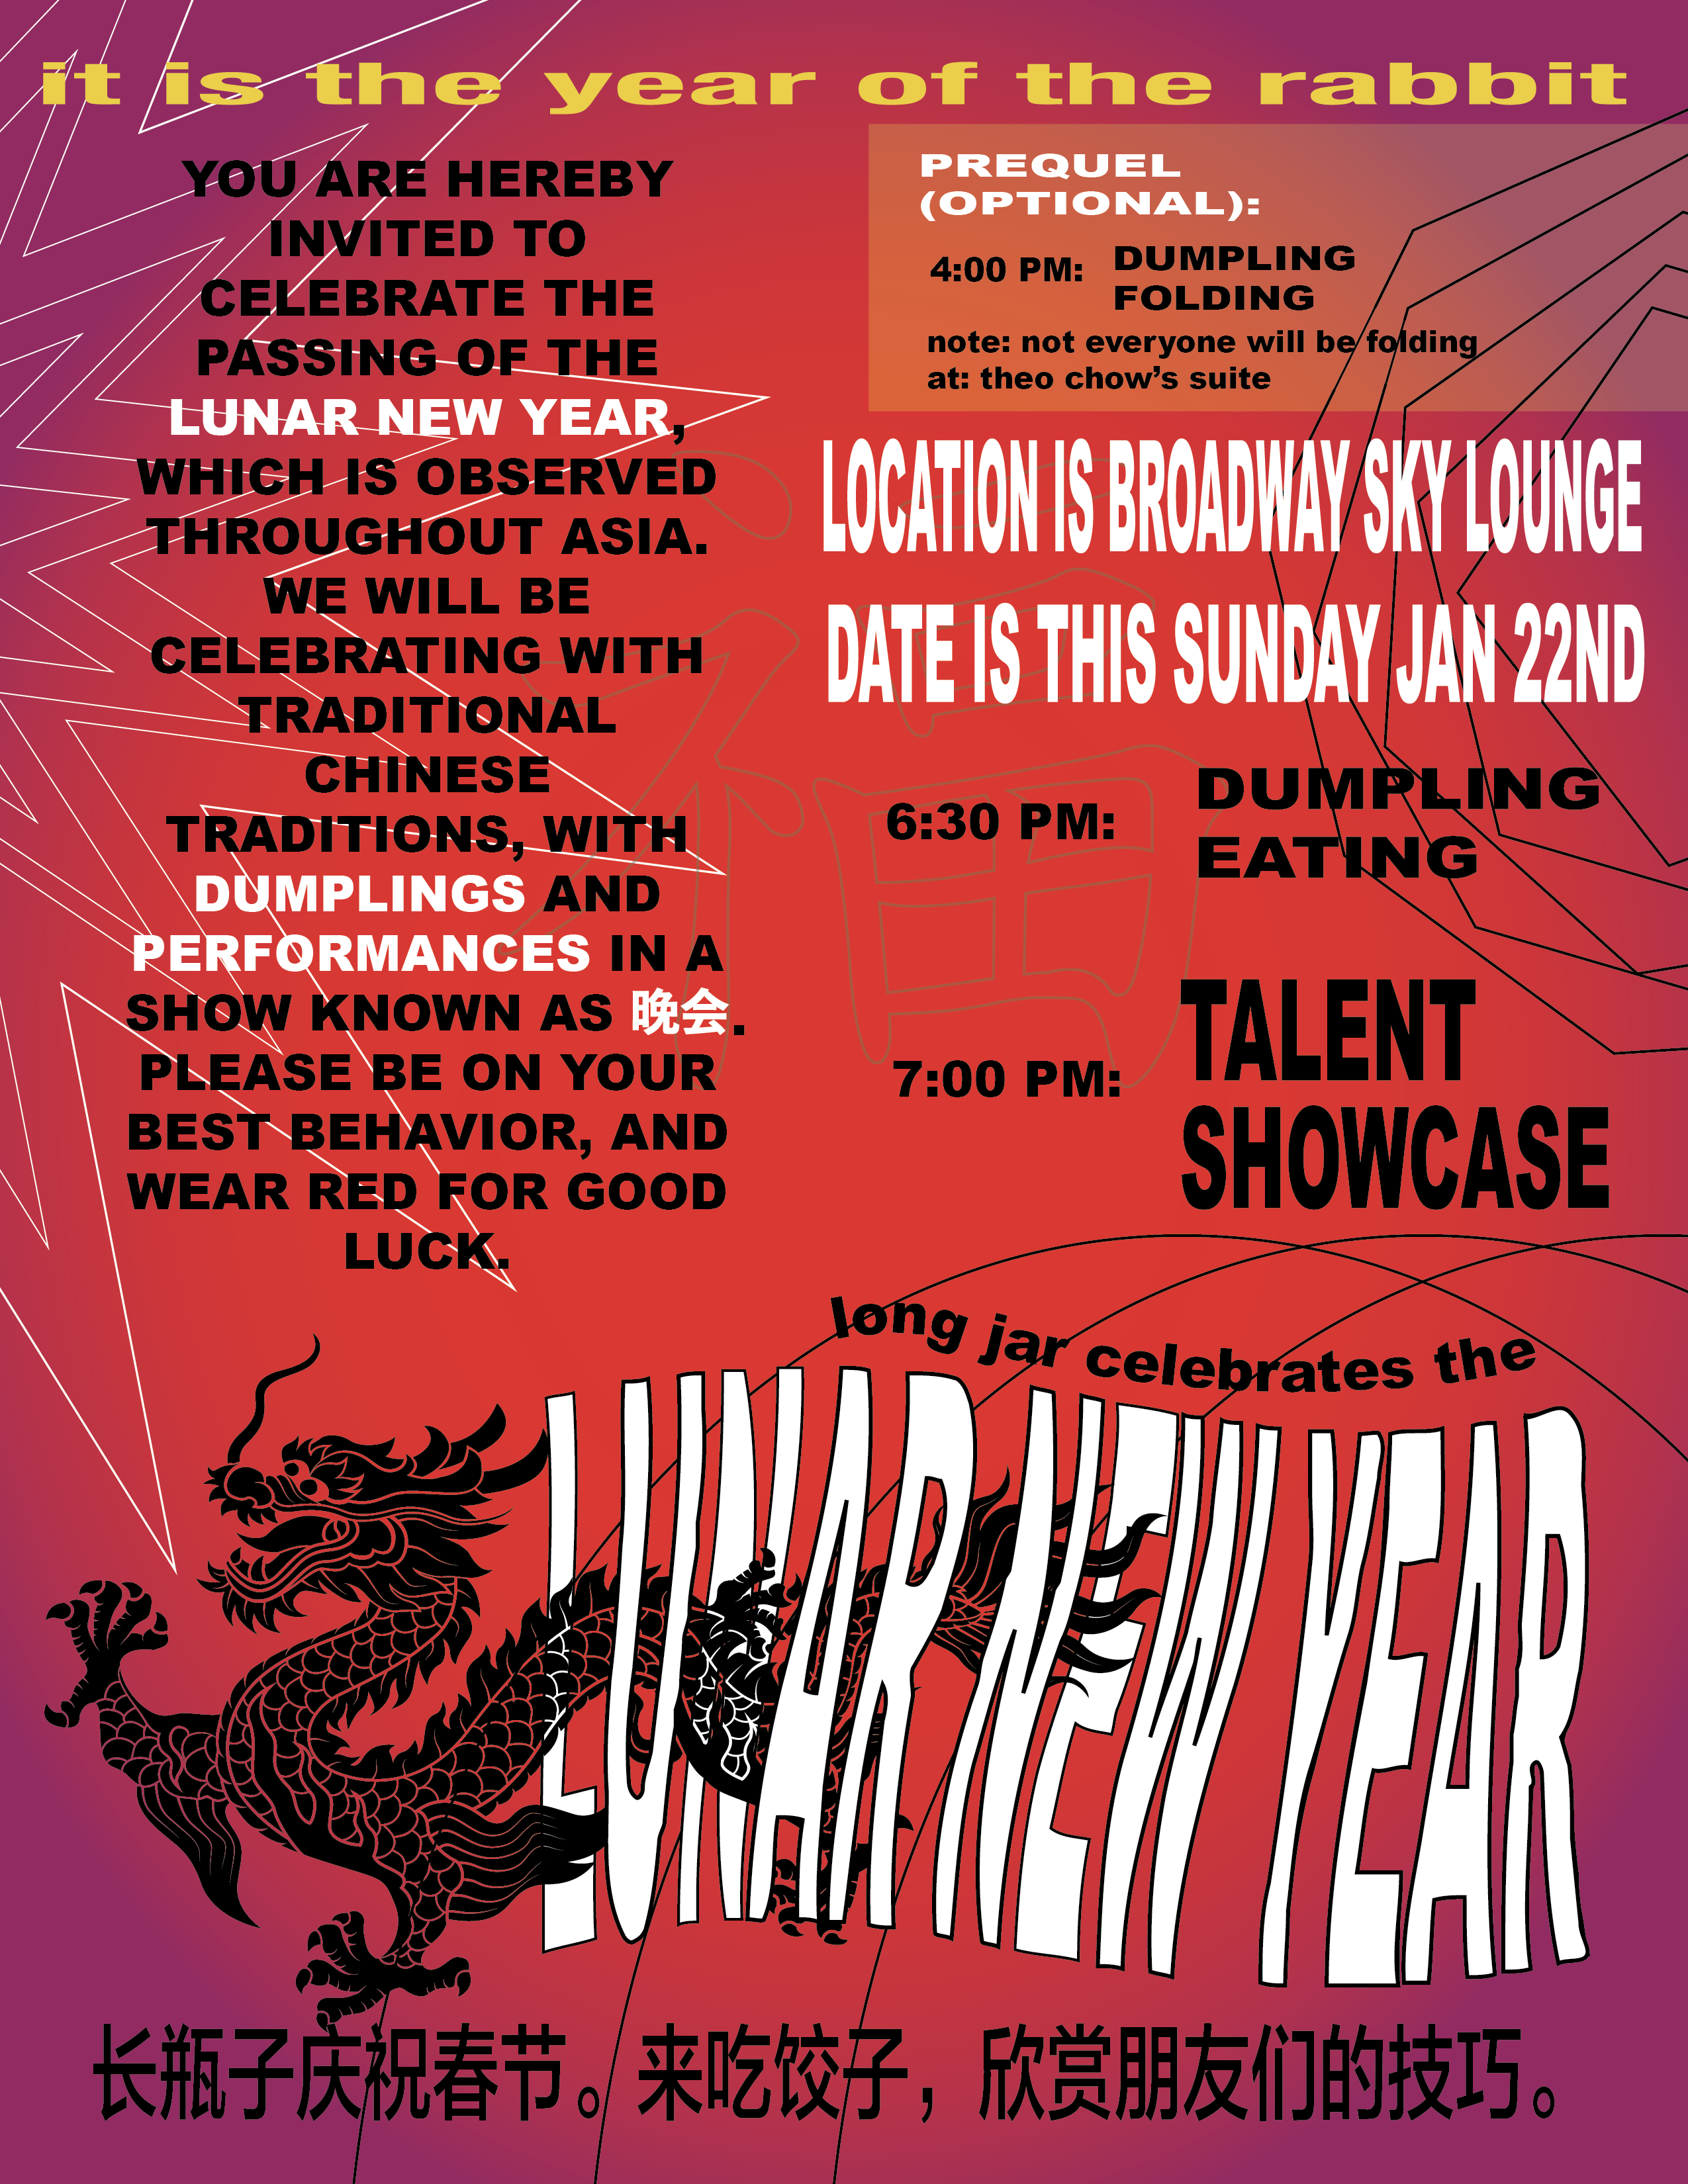 it is the year of the rabbit
YOU ARE HEREBY
INVITED TO
CELEBRATE THE
PASSING OF THE
LUNAR NEW YEAR,
WHICH IS OBSERVED
THROUGHOUT ASIA.
WE WILL BE
CELEBRATING WITH
TRADITIONAL
CHINESE
TRADITIONS, WITH
DUMPLINGS AND
PERFORMANCES IN A
SHOW KNOWN AS 晚会.
PLEASE BE ON YOUR
BEST BEHAVIOR, AND
WEAR RED FOR GOOD
LUCK.
PREQUEL
(OPTIONAL):
4:00 PM: DUMPLING
FOLDING
note: not everyone will be folding
at: theo chow’s suite
LOCATION IS BROADWAY SKY LOUNGE
DATE IS THIS SUNDAY JAN 22ND
福
6:30 PM: DUMPLING
EATING
7:00 PM: TALENT
SHOWCASE
long jar celebrates the
LUNAR NEW YEAR
长瓶子庆祝春节。来吃饺子，欣赏朋友们的技巧。